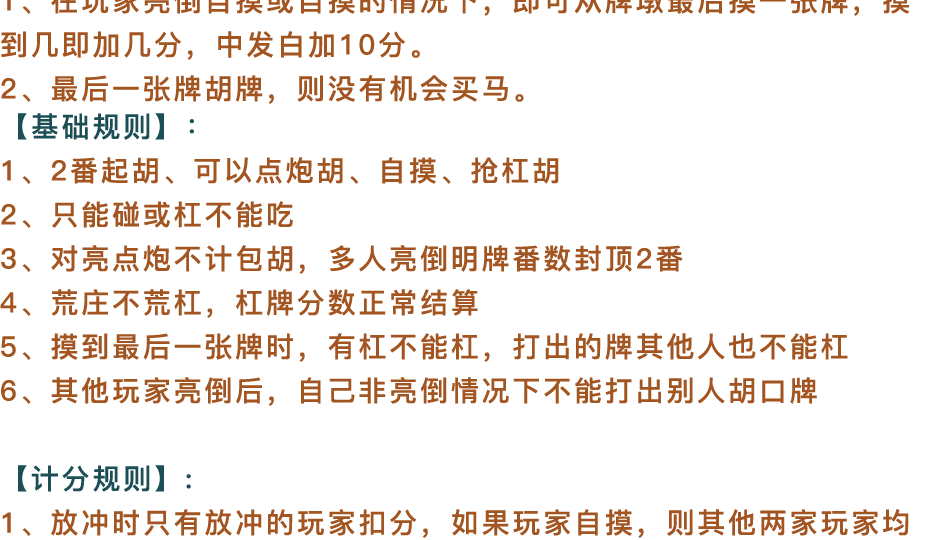 1、在玩家亮倒自摸或自摸的情况下，即可从牌墩最后摸一张牌，摸
到几即加几分，中发白加10分。
2、最后一张牌胡牌，则没有机会买马。
【基础规则】：
1、2番起胡、可以点炮胡、自摸、抢杠胡
2、只能碰或杠不能吃
3、对亮点炮不计包胡，多人亮倒明牌番数封顶2番
4、荒庄不荒杠，杠牌分数正常结算
5、摸到最后一张牌时，有杠不能杠，打出的牌其他人也不能杠
6、其他玩家亮倒后，自己非亮倒情况下不能打出别人胡口牌
【计分规则】:
1、放冲时只有放冲的玩家扣分，如果玩家自摸，则其他两家玩家均